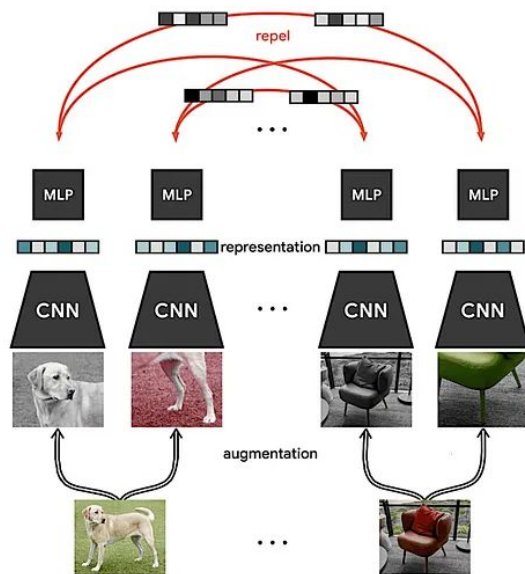 repel
...
MLP
MLP
MLP
MLP
representation
CNN
CNN
...
CNN
CNN
augmentation
...